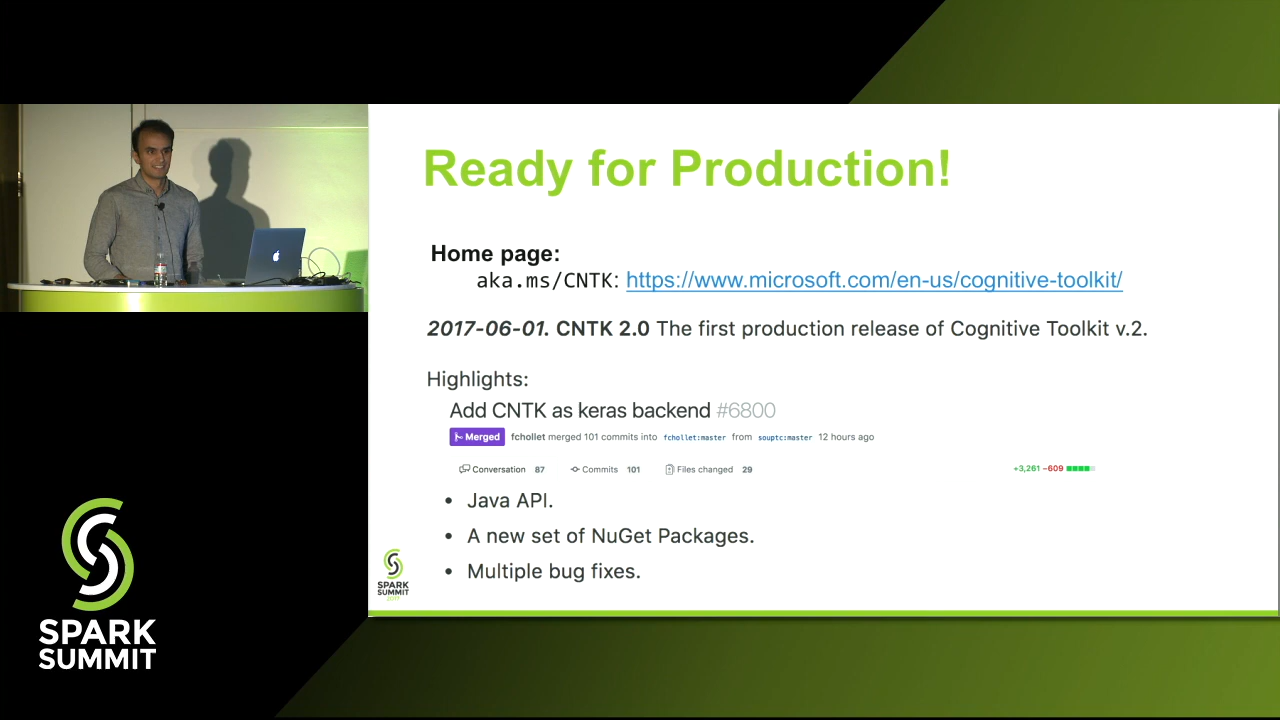 Ready for Production!
Home page:
aka.ms/CNTK: https://www.microsoft.com/en-us/cognitive-toolkit/
2017-06-01. CNTK 2.0 The first production release of Cognitive Toolkit v.2.
Highlights:
Add CNTK as keras backend #6800
Merged fchollet merged 101 commits into fchollet:master from souptc:master 12 hours ago
Conversation 87 Commits 101 Files changed 29 +3,261 −609
• Java API.
• A new set of NuGet Packages.
• Multiple bug fixes.
SPARK
SUMMIT
2017
SPARK
SUMMIT